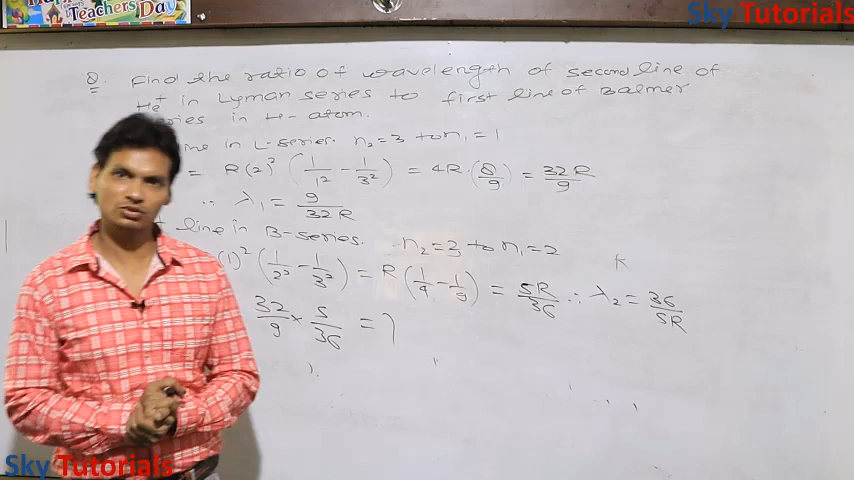 Teachers Day
Sky Tutorials
Q. Find the ratio of wavelength of second line of
He+ in Lyman series to first line of Balmer
series in H-atom.
line in L-series. n₂=3 to n₁=1
= R(2)² (1/1² - 1/3²) = 4R·(8/9) = 32R/9
∴ λ₁ = 9/32R
line in B-series. n₂=3 to n₁=2
(1)² (1/2² - 1/3²) = R (1/4 - 1/9) = 5R/36 ∴ λ₂ = 36/5R
K
32/9 × 5/36 = ?
Sky Tutorials